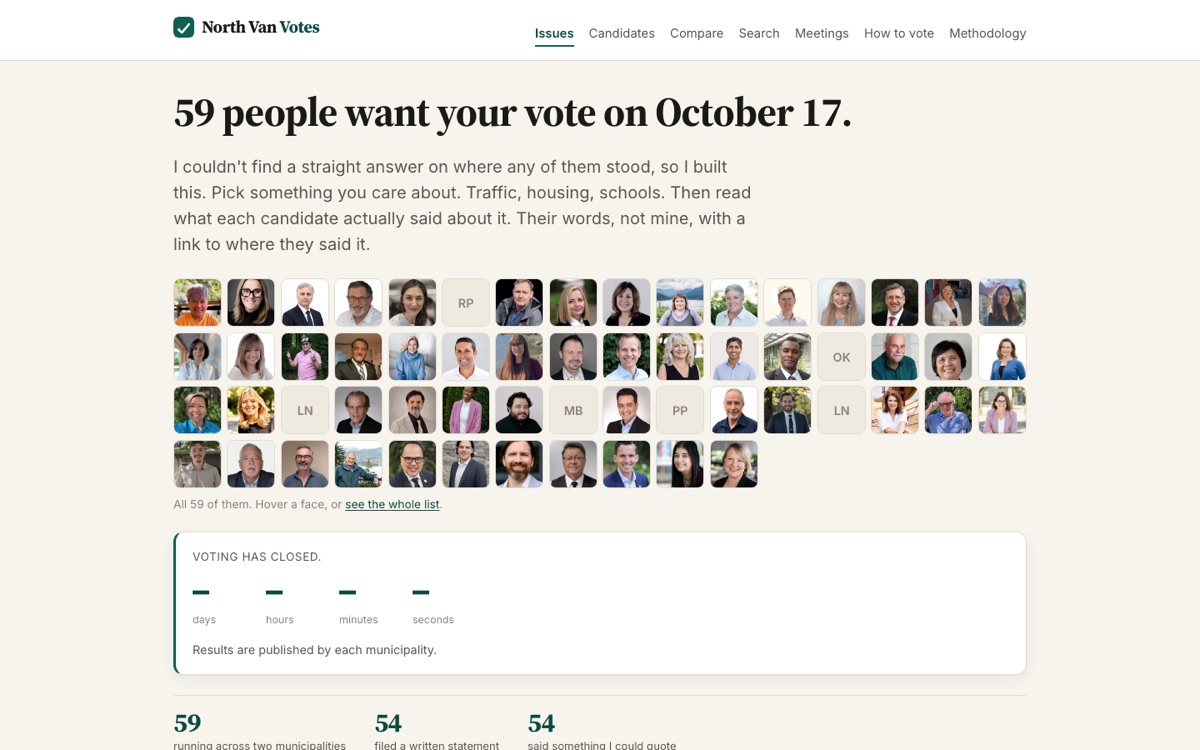 North Van Votes
Issues Candidates Compare Search Meetings How to vote Methodology
59 people want your vote on October 17.
I couldn't find a straight answer on where any of them stood, so I built
this. Pick something you care about. Traffic, housing, schools. Then read
what each candidate actually said about it. Their words, not mine, with a
link to where they said it.
RP
OK
LN MB PP LN
All 59 of them. Hover a face, or see the whole list.
VOTING HAS CLOSED.
– – – –
days hours minutes seconds
Results are published by each municipality.
59 54 54
running across two municipalities filed a written statement said something I could quote